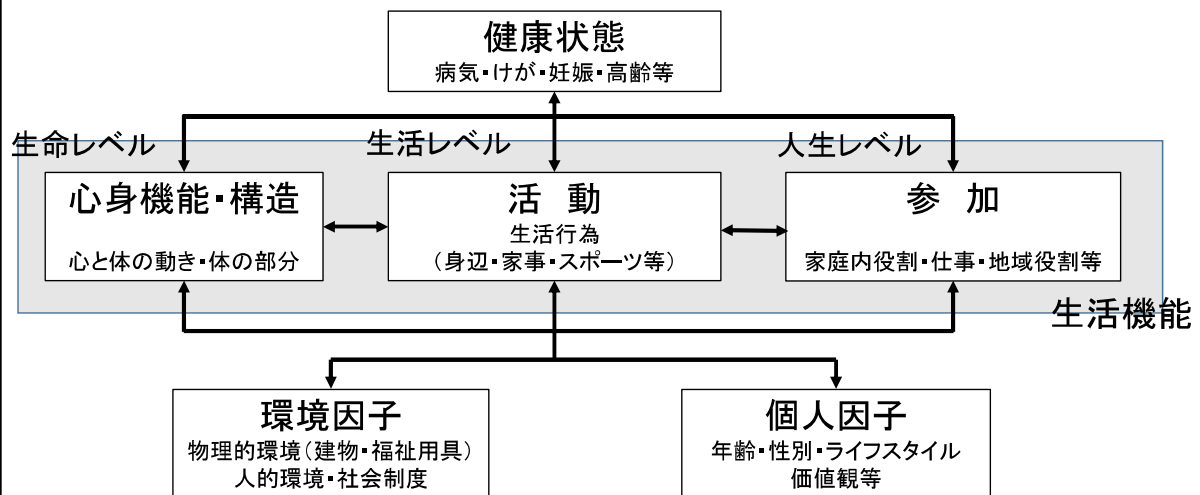 健康状態
病気・けが・妊娠・高齢等
生命レベル
生活レベル
人生レベル
心身機能・構造
心と体の動き・体の部分
活 動
生活行為
（身辺・家事・スポーツ等）
参 加
家庭内役割・仕事・地域役割等
生活機能
環境因子
物理的環境（建物・福祉用具）
人的環境・社会制度
個人因子
年齢・性別・ライフスタイル
価値観等